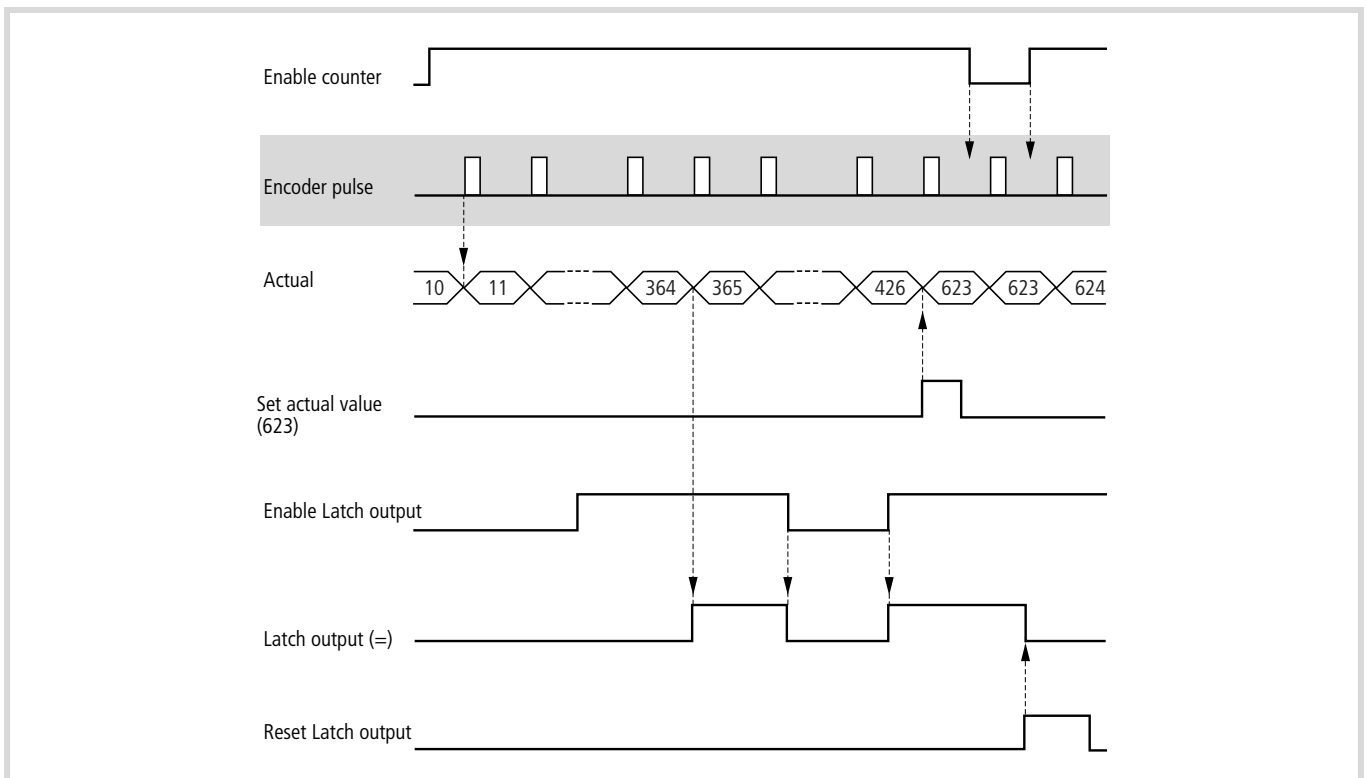 Enable counter
Encoder pulse
Actual
10 11 364 365 426 623 623 624
Set actual value
(623)
Enable Latch output
Latch output (=)
Reset Latch output